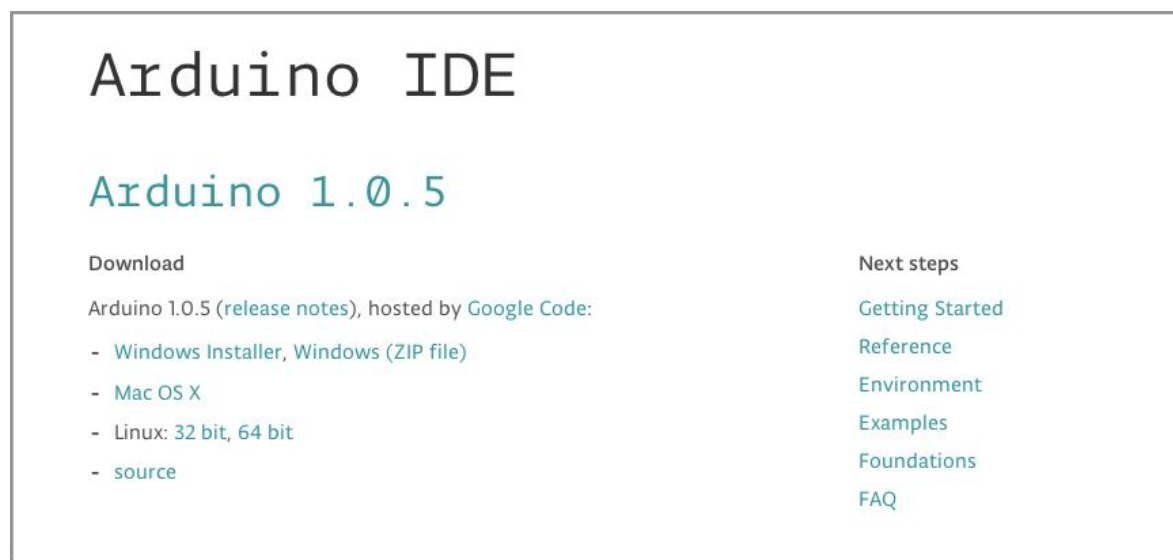 Arduino IDE
Arduino 1.0.5
Download
Arduino 1.0.5 (release notes), hosted by Google Code:
- Windows Installer, Windows (ZIP file)
- Mac OS X
- Linux: 32 bit, 64 bit
- source
Next steps
Getting Started
Reference
Environment
Examples
Foundations
FAQ